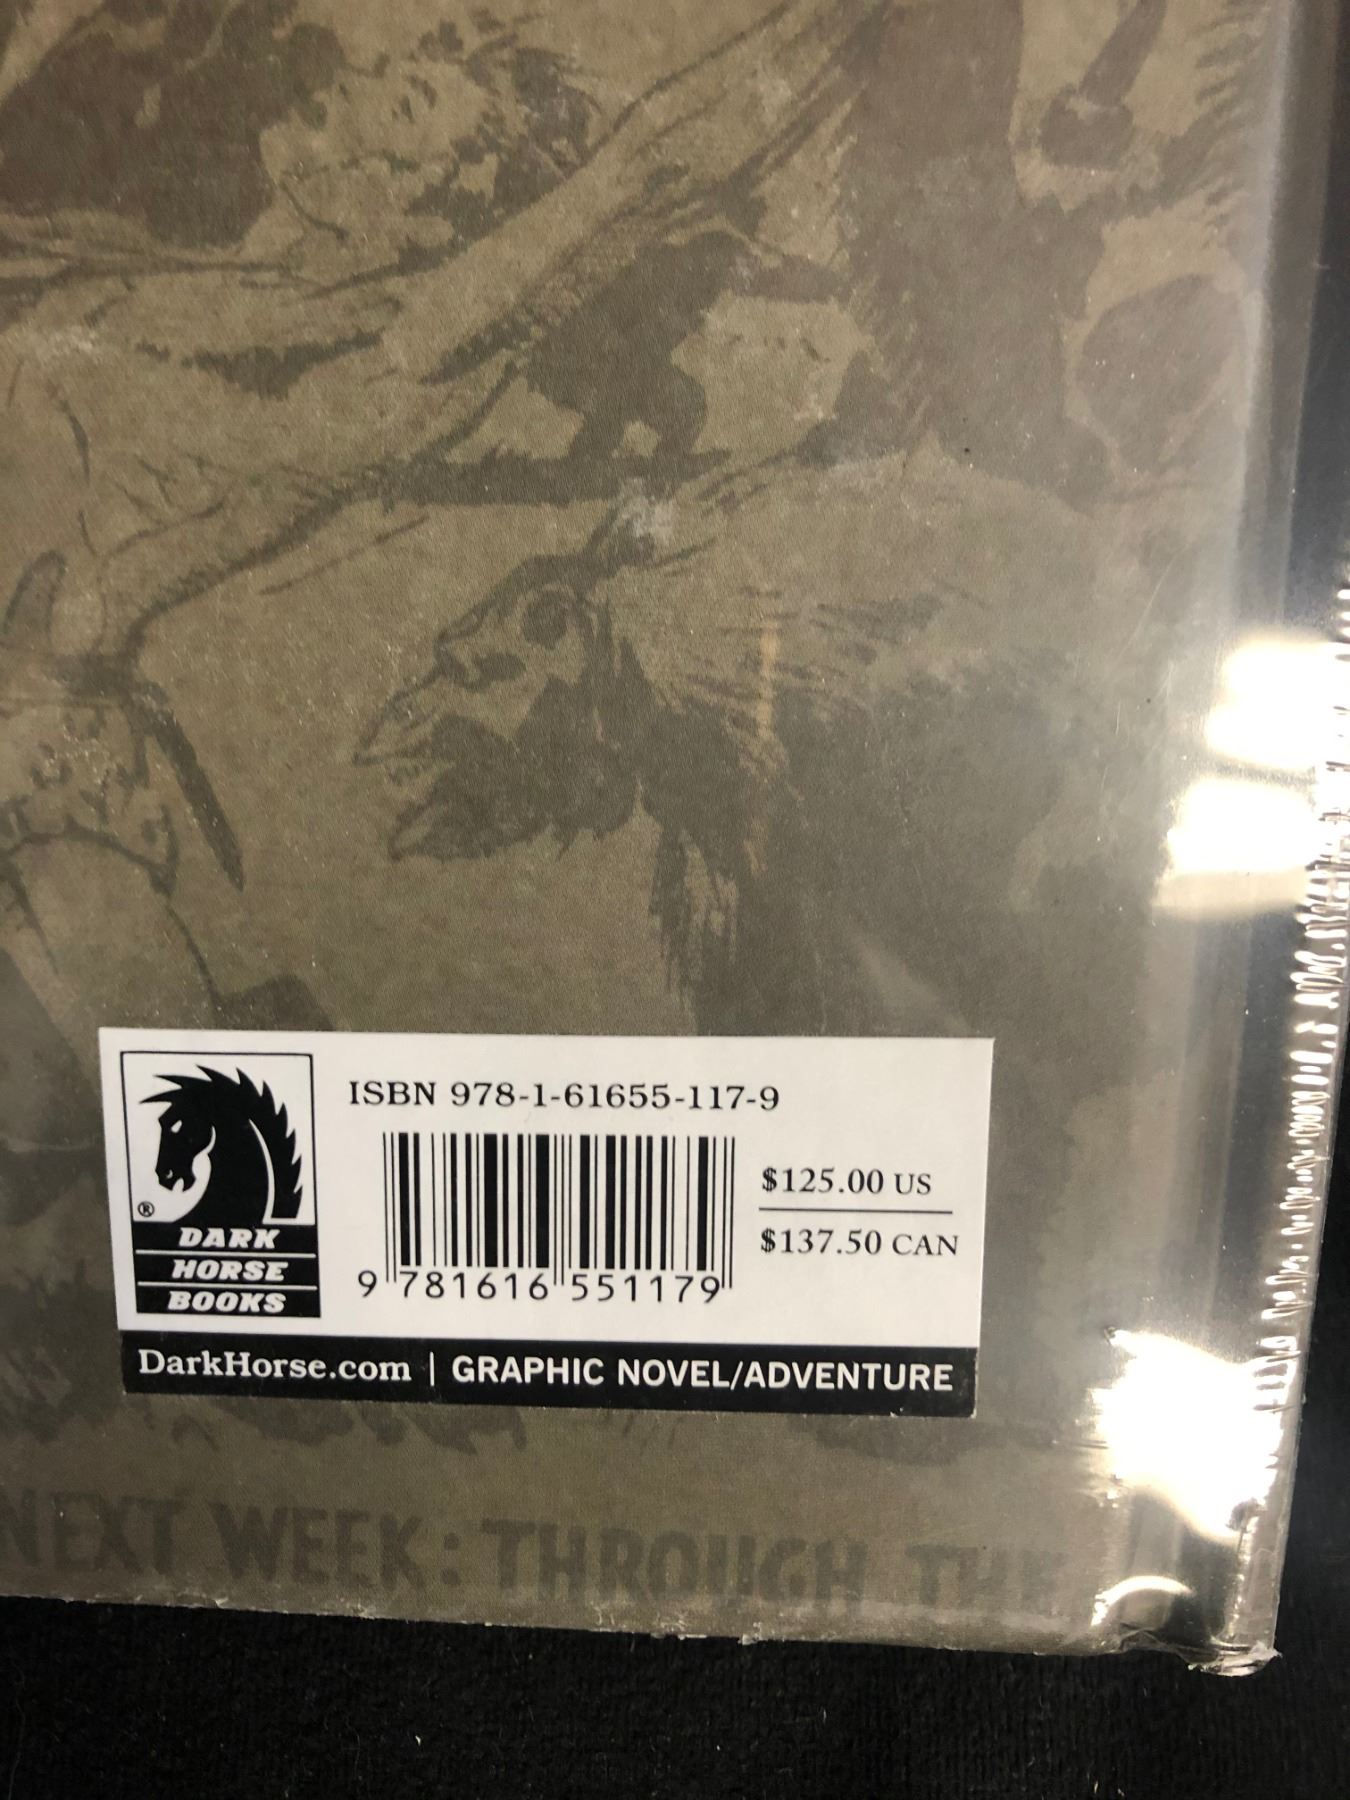 ISBN 978-1-61655-117-9
$125.00 US
$137.50 CAN
9 781616 551179
®
DARK
HORSE
BOOKS
DarkHorse.com | GRAPHIC NOVEL/ADVENTURE
NEXT WEEK: THROUGH